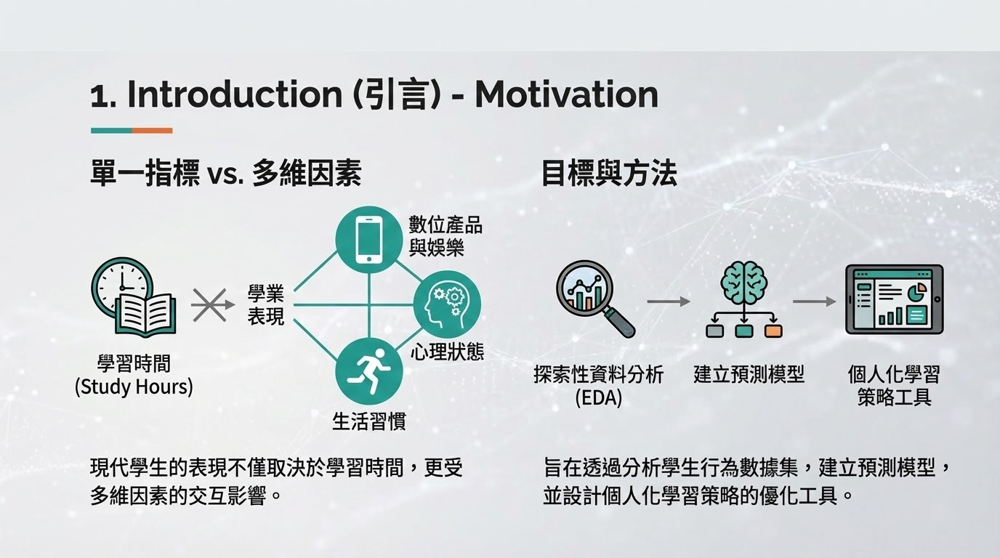 1. Introduction (引言) - Motivation
單一指標 vs. 多維因素
數位產品
與娛樂
學業
表現
心理狀態
學習時間
(Study Hours)
生活習慣
現代學生的表現不僅取決於學習時間，更受
多維因素的交互影響。
目標與方法
探索性資料分析
(EDA)
建立預測模型
個人化學習
策略工具
旨在透過分析學生行為數據集，建立預測模型，
並設計個人化學習策略的優化工具。